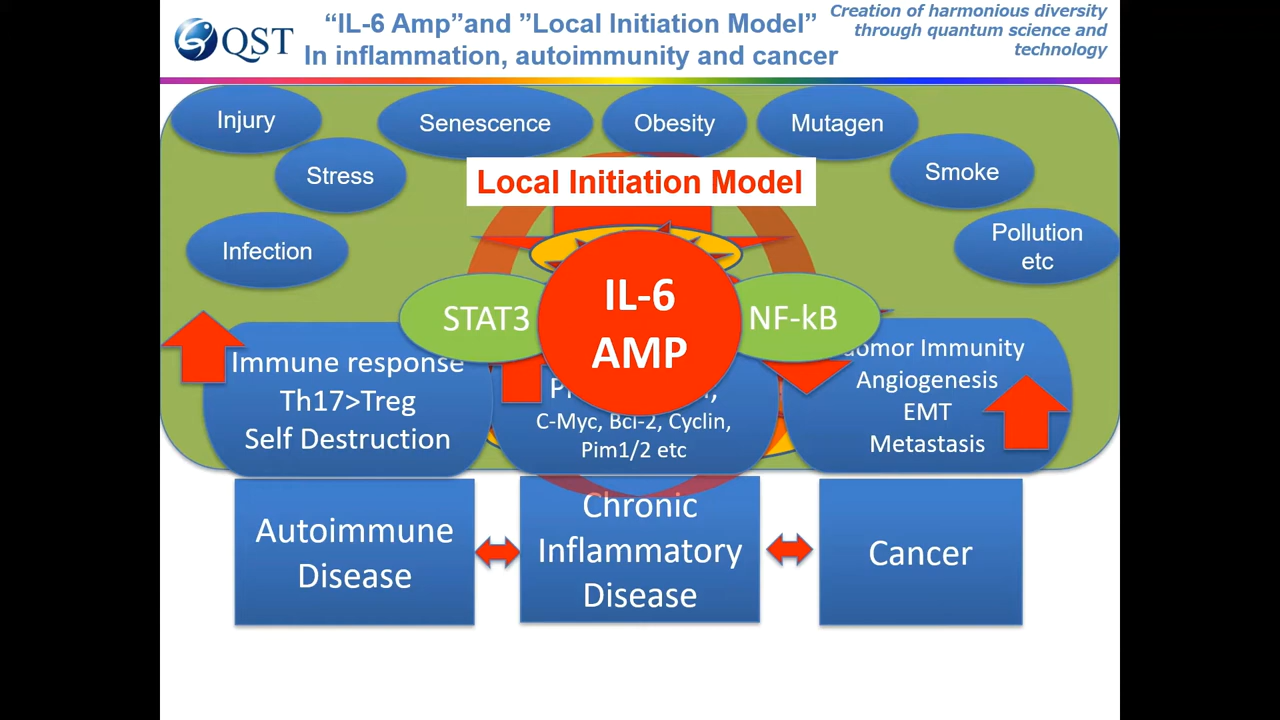 QST
“IL-6 Amp”and ”Local Initiation Model”
In inflammation, autoimmunity and cancer
Creation of harmonious diversity
through quantum science and
technology
Injury
Senescence
Obesity
Mutagen
Stress
Smoke
Local Initiation Model
Infection
Pollution
etc
STAT3
IL-6
AMP
NF-kB
Immune response
Th17>Treg
Self Destruction
C-Myc, Bcl-2, Cyclin,
Pim1/2 etc
Immunity
Angiogenesis
EMT
Metastasis
Autoimmune
Disease
Chronic
Inflammatory
Disease
Cancer